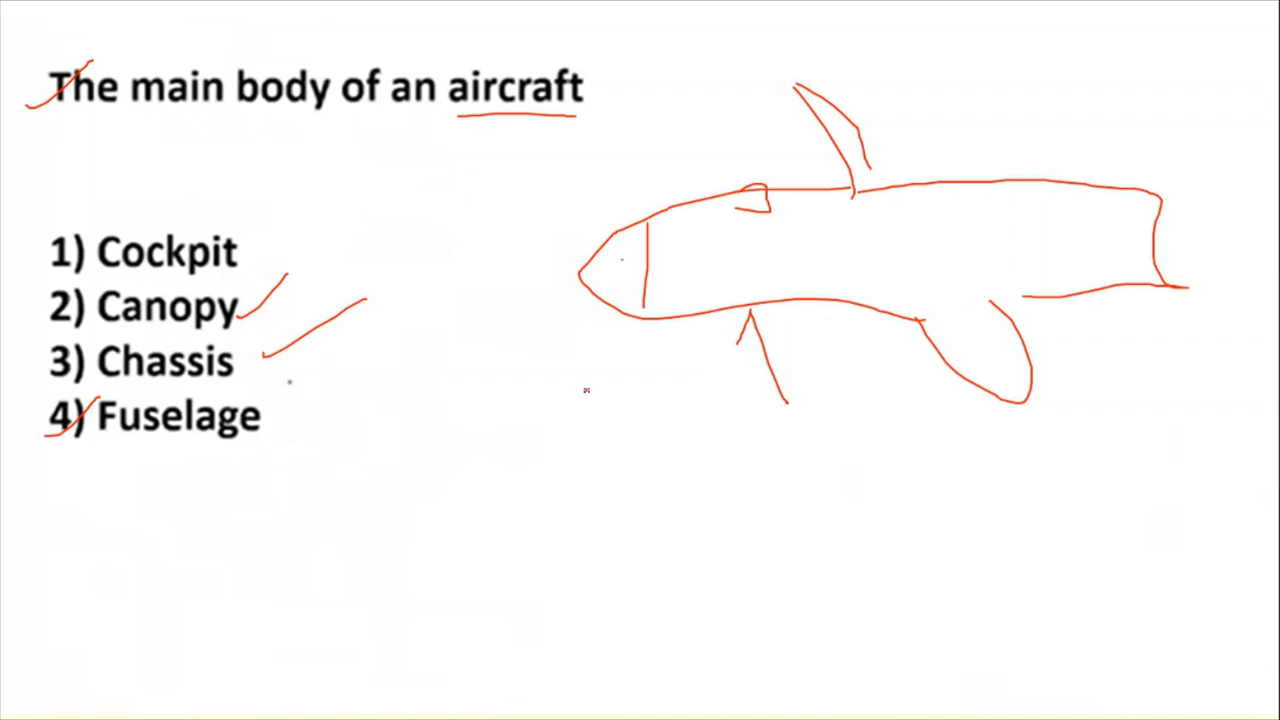 The main body of an aircraft
1) Cockpit
2) Canopy
3) Chassis
4) Fuselage